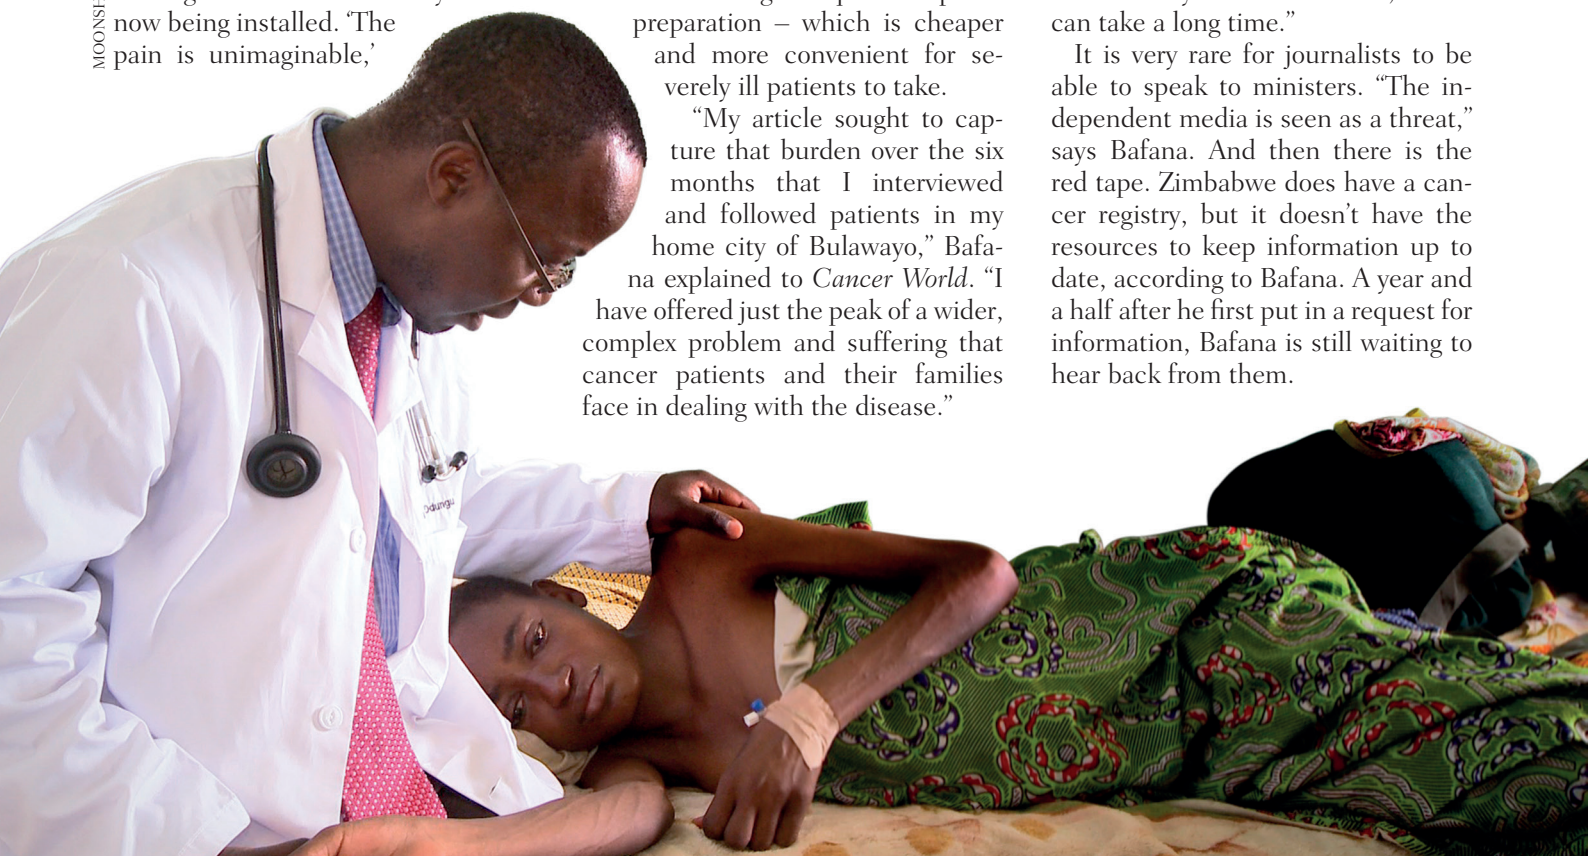 now being installed. ‘The
pain is unimaginable,’
preparation – which is cheaper
and more convenient for se-
verely ill patients to take.
“My article sought to cap-
ture that burden over the six
months that I interviewed
and followed patients in my
home city of Bulawayo,” Bafa-
na explained to Cancer World. “I
have offered just the peak of a wider,
complex problem and suffering that
cancer patients and their families
face in dealing with the disease.”
can take a long time.”
It is very rare for journalists to be
able to speak to ministers. “The in-
dependent media is seen as a threat,”
says Bafana. And then there is the
red tape. Zimbabwe does have a can-
cer registry, but it doesn’t have the
resources to keep information up to
date, according to Bafana. A year and
a half after he first put in a request for
information, Bafana is still waiting to
hear back from them.